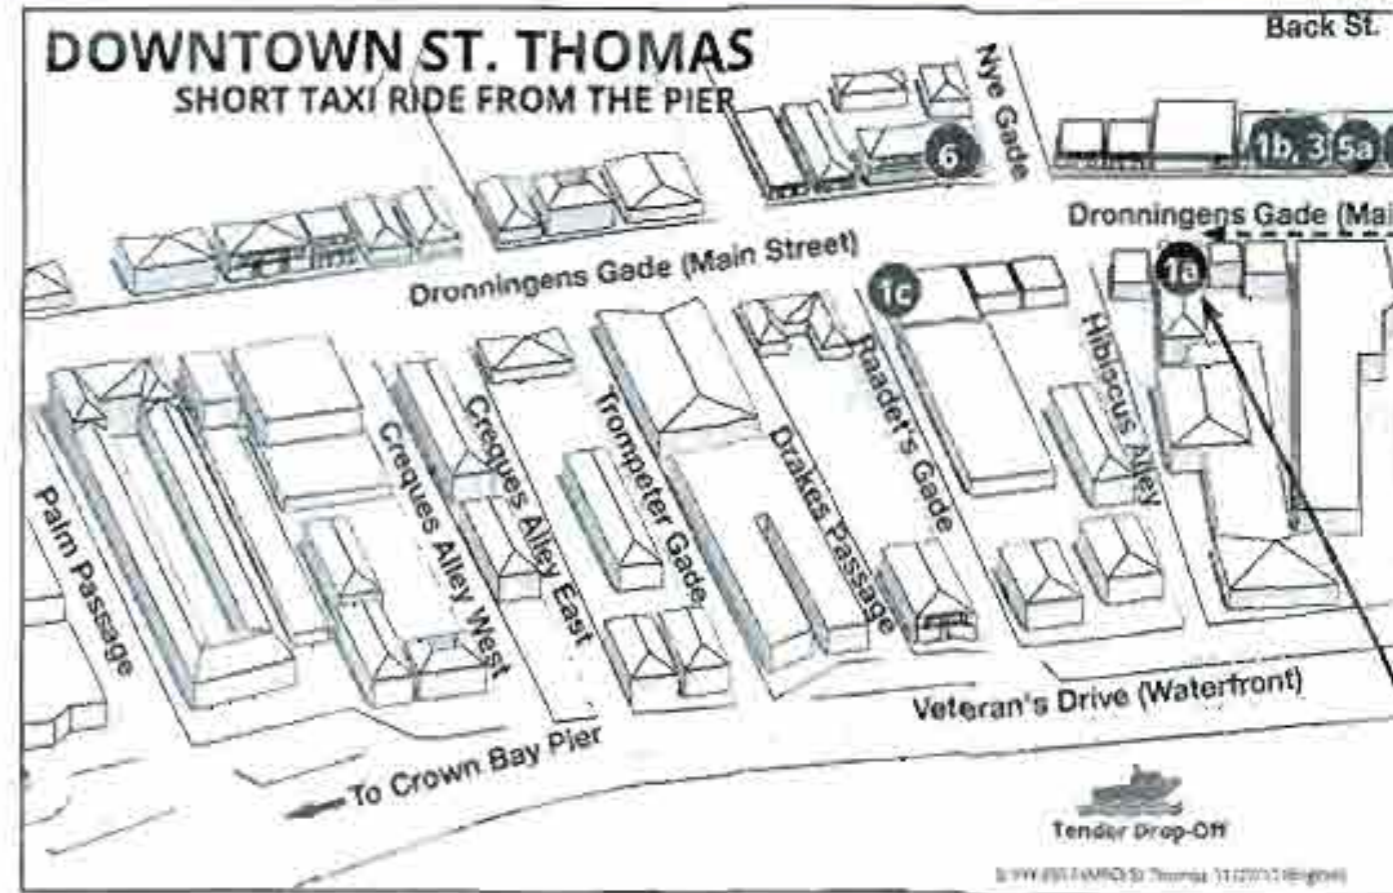 Back St.
DOWNTOWN ST. THOMAS
SHORT TAXI RIDE FROM THE PIER
Nye Gade
6
1b, 3
5a
Dronningens Gade (Mai
Dronningens Gade (Main Street)
1c
1a
Hibiscus Alley
Raadet's Gade
Drakes Passage
Trompeter Gade
Creques Alley East
Creques Alley West
Palm Passage
Veteran's Drive (Waterfront)
To Crown Bay Pier
Tender Drop-Off